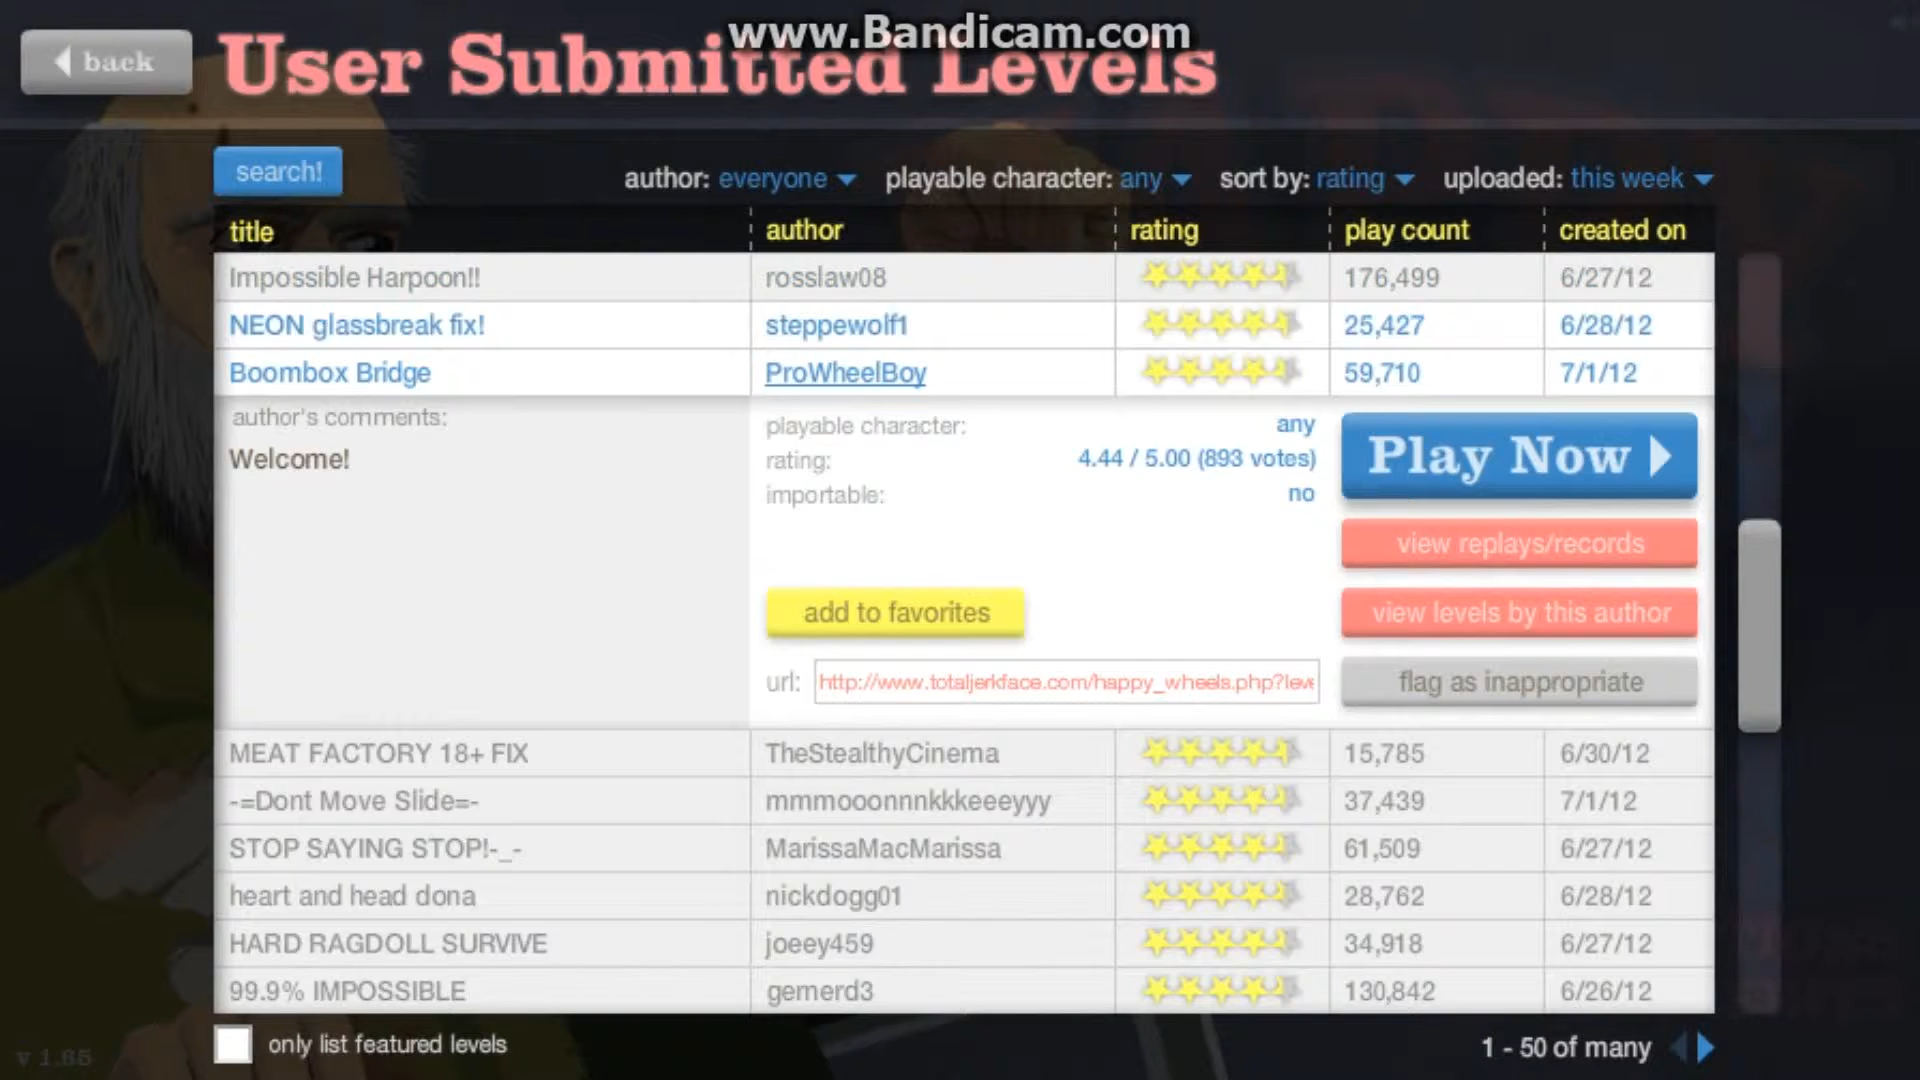 www.Bandicam.com
back
User Submitted Levels
search!
author: everyone playable character: any sort by: rating uploaded: this week
title author rating play count created on
Impossible Harpoon!! rosslaw08 176,499 6/27/12
NEON glassbreak fix! steppewolf1 25,427 6/28/12
Boombox Bridge ProWheelBoy 59,710 7/1/12
author's comments:
Welcome!
playable character: any
rating: 4.44 / 5.00 (893 votes)
importable: no
Play Now
view replays/records
add to favorites
view levels by this author
url: http://www.totaljerkface.com/happy_wheels.php?leve
flag as inappropriate
MEAT FACTORY 18+ FIX TheStealthyCinema 15,785 6/30/12
-=Dont Move Slide=- mmmooonnnkkkeeeyyy 37,439 7/1/12
STOP SAYING STOP!-_- MarissaMacMarissa 61,509 6/27/12
heart and head dona nickdogg01 28,762 6/28/12
HARD RAGDOLL SURVIVE joeey459 34,918 6/27/12
99.9% IMPOSSIBLE gemerd3 130,842 6/26/12
only list featured levels
1 - 50 of many
v 1.65